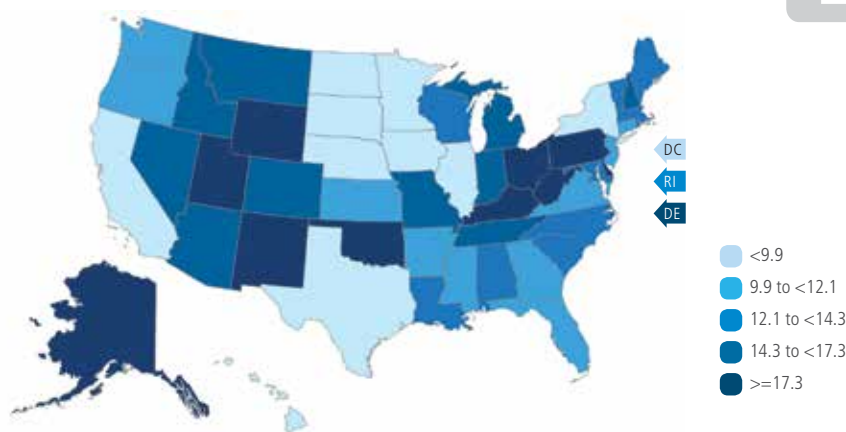 DC
RI
DE
<9.9
9.9 to <12.1
12.1 to <14.3
14.3 to <17.3
>=17.3